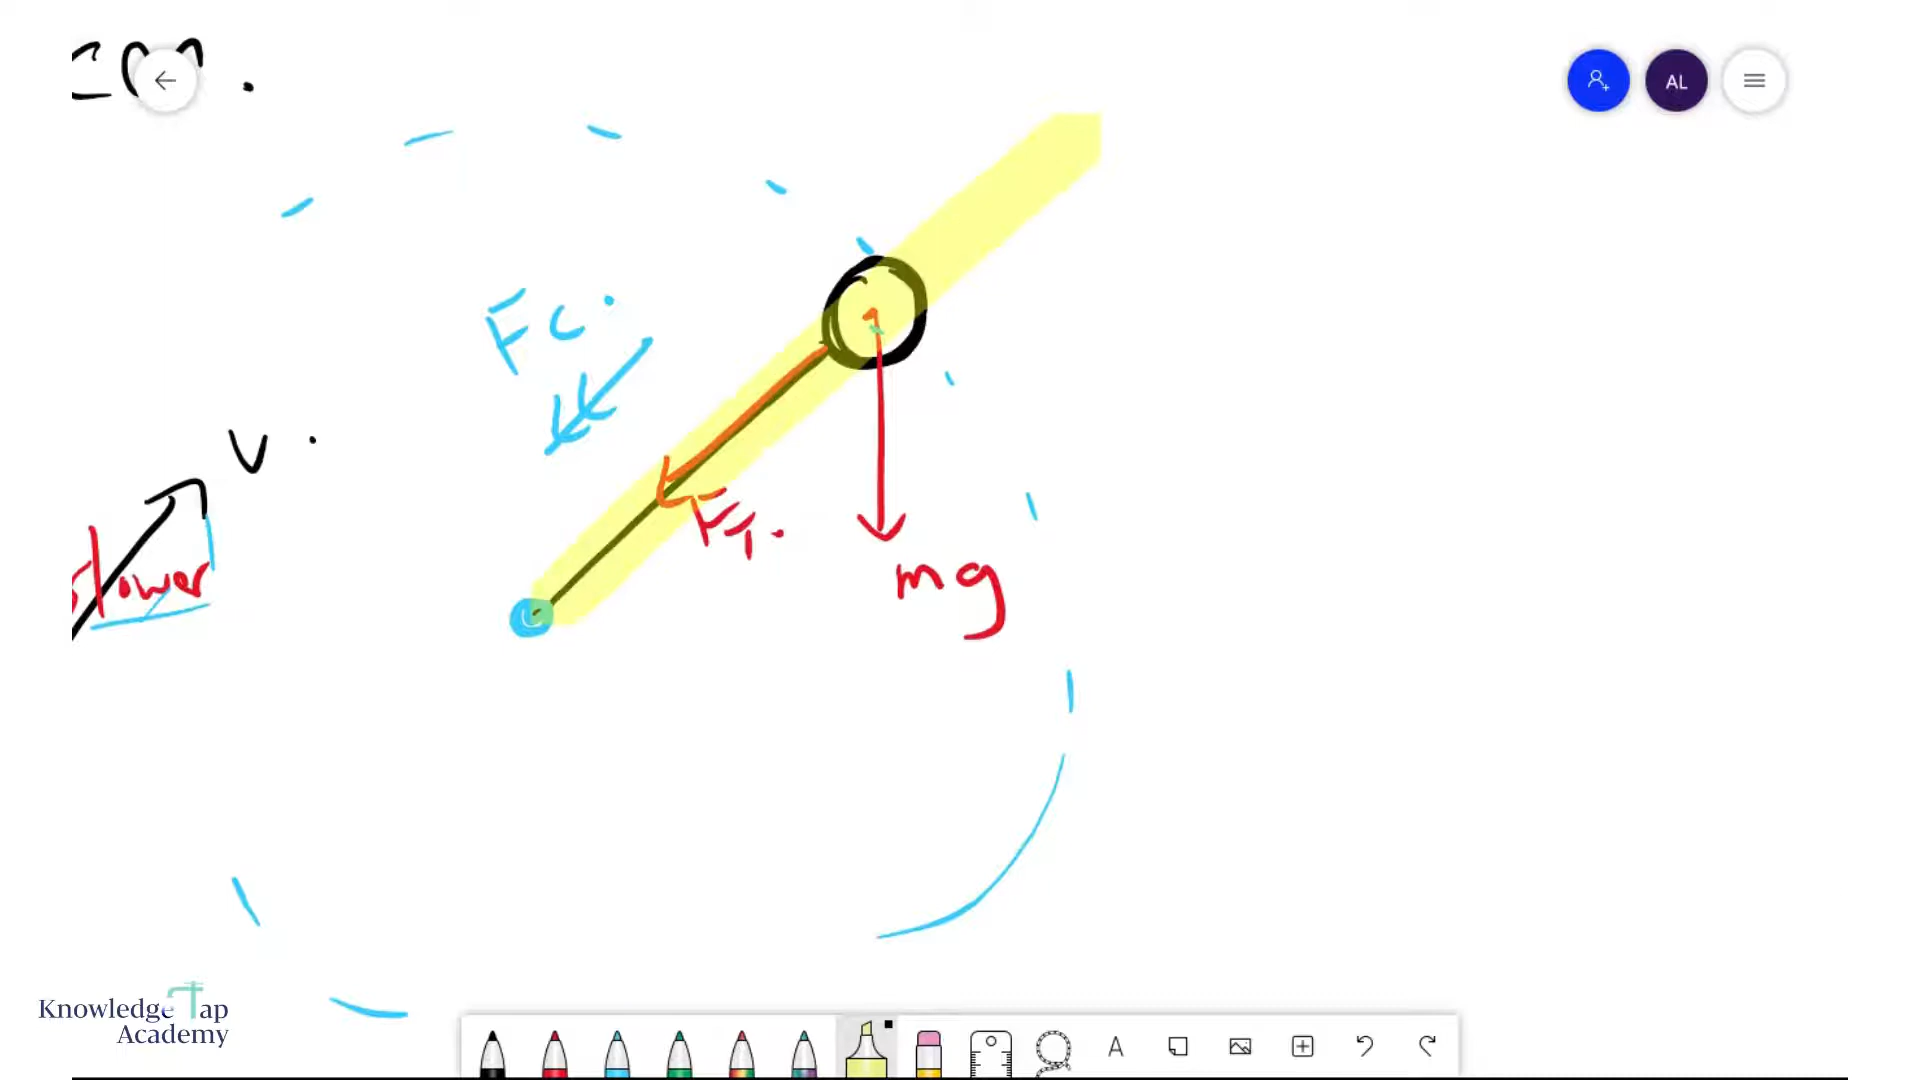 AL
Fc.
v.
slower
FT.
mg
Knowledge Tap
Academy
A